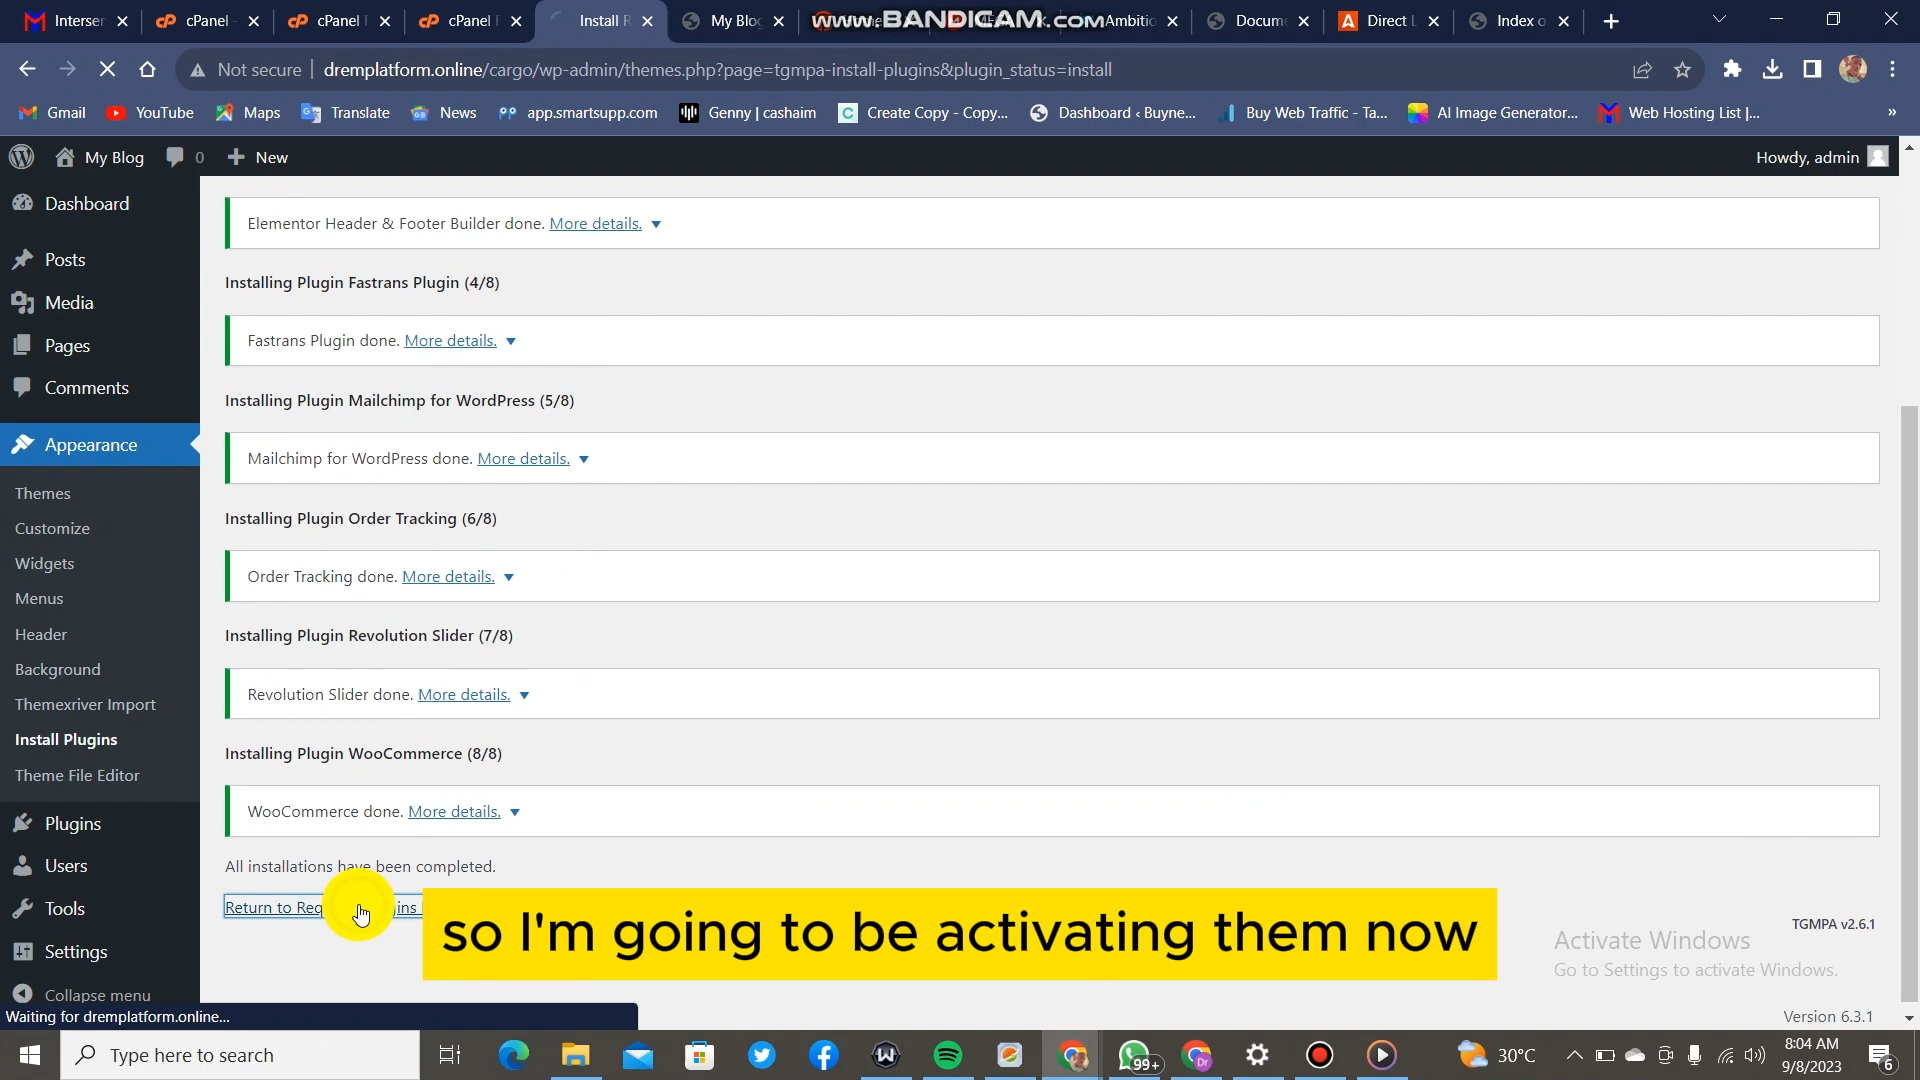 Interser
cPanel -
cPanel F
cPanel F
Install R
My Blo
www.BANDICAM.com
Ambitio
Docum
Direct L
Index o
Not secure
dremplatform.online/cargo/wp-admin/themes.php?page=tgmpa-install-plugins&plugin_status=install
Gmail
YouTube
Maps
Translate
News
app.smartsupp.com
Genny | cashaim
Create Copy - Copy...
Dashboard ‹ Buyne...
Buy Web Traffic - Ta...
AI Image Generator...
Web Hosting List |...
»
My Blog
0
New
Howdy, admin
Dashboard
Posts
Media
Pages
Comments
Appearance
Themes
Customize
Widgets
Menus
Header
Background
Themexriver Import
Install Plugins
Theme File Editor
Plugins
Users
Tools
Settings
Collapse menu
Elementor Header & Footer Builder done. More details.
Installing Plugin Fastrans Plugin (4/8)
Fastrans Plugin done. More details.
Installing Plugin Mailchimp for WordPress (5/8)
Mailchimp for WordPress done. More details.
Installing Plugin Order Tracking (6/8)
Order Tracking done. More details.
Installing Plugin Revolution Slider (7/8)
Revolution Slider done. More details.
Installing Plugin WooCommerce (8/8)
WooCommerce done. More details.
All installations have been completed.
Return to Req ins
so I'm going to be activating them now
TGMPA v2.6.1
Activate Windows
Go to Settings to activate Windows.
Waiting for dremplatform.online...
Version 6.3.1
Type here to search
99+
Dr
30°C
8:04 AM
9/8/2023
6